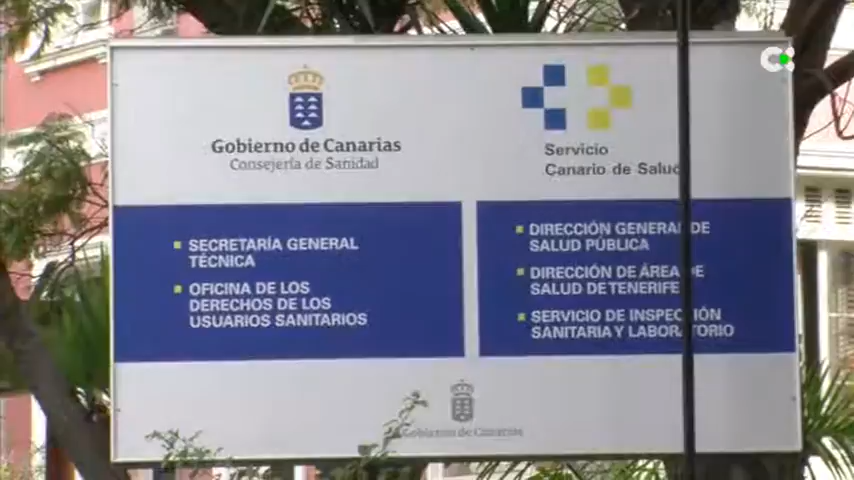 Gobierno de Canarias
Consejería de Sanidad
Servicio
Canario de Salud
SECRETARÍA GENERAL
TÉCNICA
OFICINA DE LOS
DERECHOS DE LOS
USUARIOS SANITARIOS
DIRECCIÓN GENERAL DE
SALUD PÚBLICA
DIRECCIÓN DE ÁREA DE
SALUD DE TENERIFE
SERVICIO DE INSPECCIÓN
SANITARIA Y LABORATORIO
Gobierno de Canarias